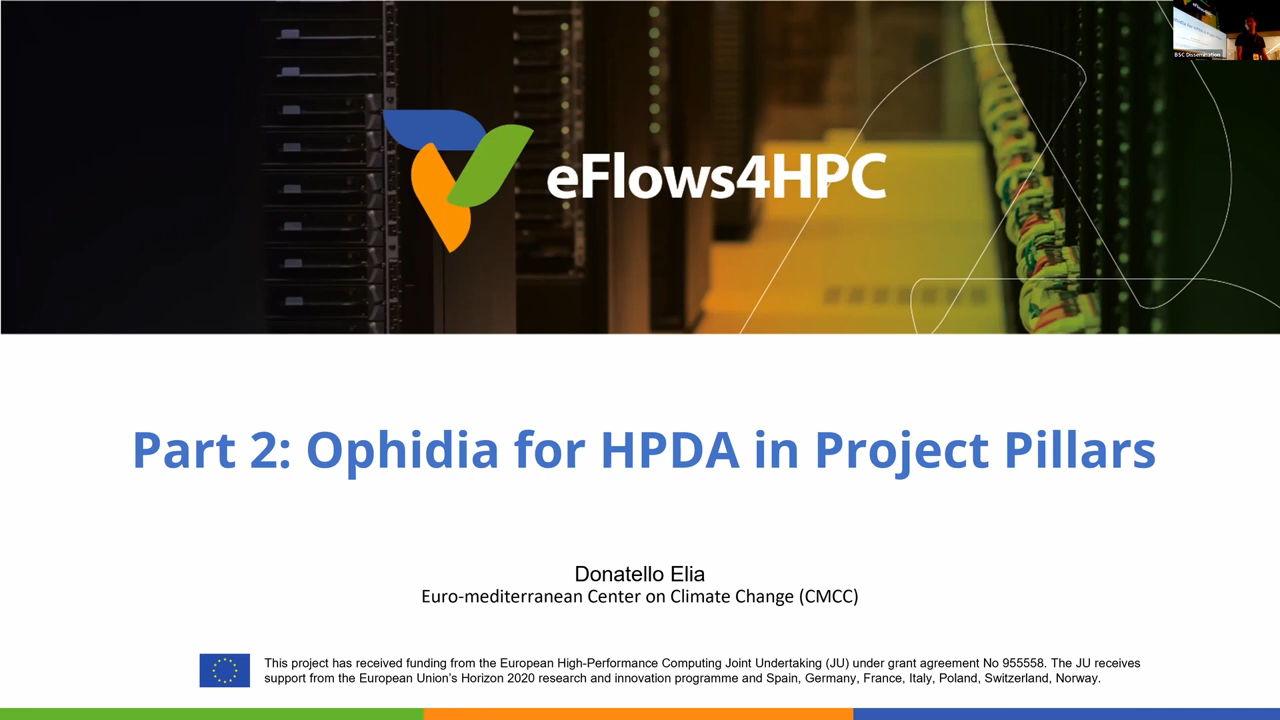 BSC Dissemination
eFlows4HPC
Part 2: Ophidia for HPDA in Project Pillars
Donatello Elia
Euro-mediterranean Center on Climate Change (CMCC)
This project has received funding from the European High-Performance Computing Joint Undertaking (JU) under grant agreement No 955558. The JU receives
support from the European Union's Horizon 2020 research and innovation programme and Spain, Germany, France, Italy, Poland, Switzerland, Norway.